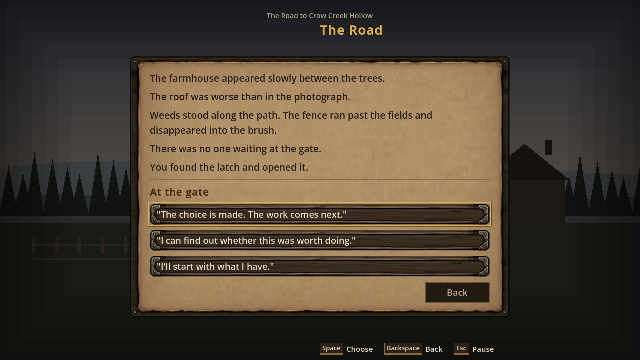 The Road to Crow Creek Hollow
The Road
The farmhouse appeared slowly between the trees.
The roof was worse than in the photograph.
Weeds stood along the path. The fence ran past the fields and
disappeared into the brush.
There was no one waiting at the gate.
You found the latch and opened it.
At the gate
"The choice is made. The work comes next."
"I can find out whether this was worth doing."
"I'll start with what I have."
Back
Space Choose Backspace Back Esc Pause